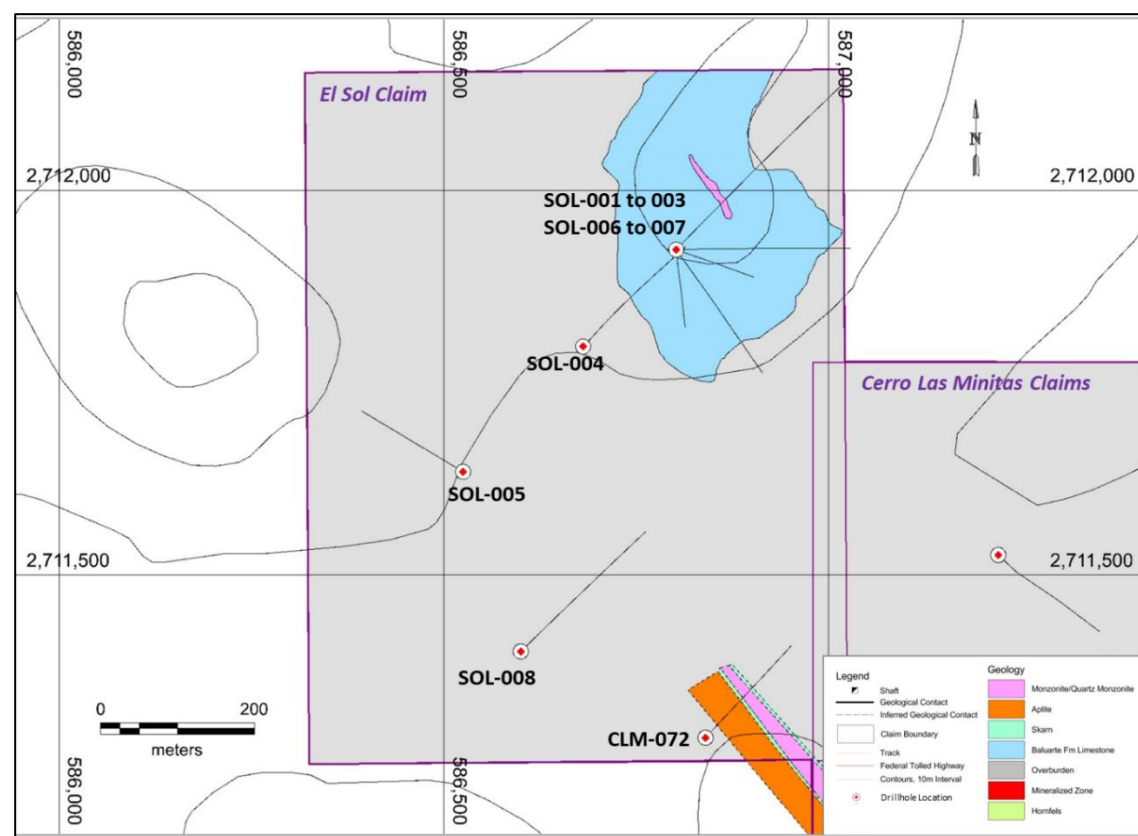 586,000
586,500
587,000
El Sol Claim
N
2,712,000
2,712,000
SOL-001 to 003
SOL-006 to 007
SOL-004
Cerro Las Minitas Claims
SOL-005
2,711,500
2,711,500
SOL-008
CLM-072
0
200
meters
586,000
586,500
Legend
Shaft
Geological Contact
Inferred Geological Contact
Claim Boundary
Track
Federal Tolled Highway
Contours, 10m Interval
Drillhole Location
Geology
Monzonite/Quartz Monzonite
Aplite
Skarn
Baluarte Fm Limestone
Overburden
Mineralized Zone
Hornfels